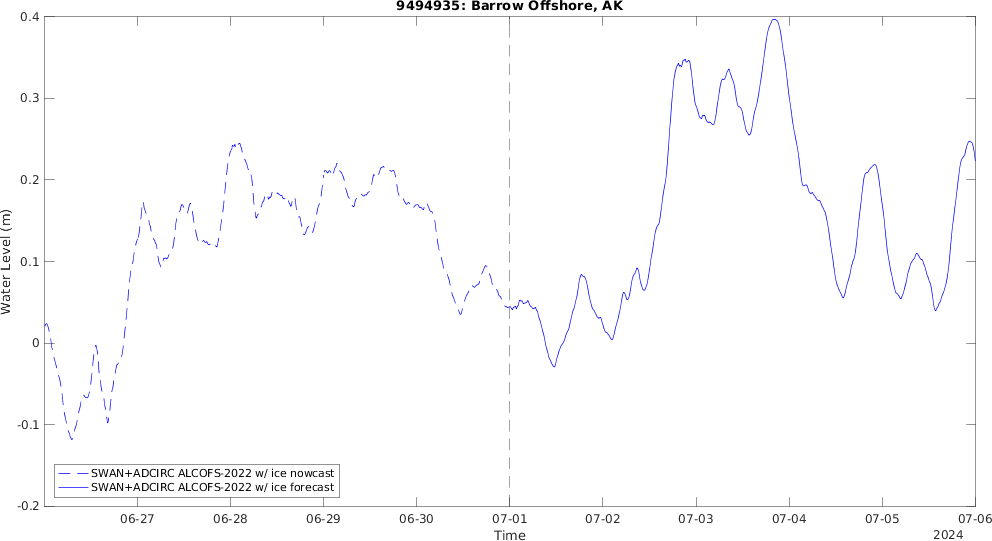 9494935: Barrow Offshore, AK
0.4
0.3
0.2
0.1
0
-0.1
-0.2
Water Level (m)
SWAN+ADCIRC ALCOFS-2022 w/ ice nowcast
SWAN+ADCIRC ALCOFS-2022 w/ ice forecast
06-27 06-28 06-29 06-30 07-01 07-02 07-03 07-04 07-05 07-06
Time
2024